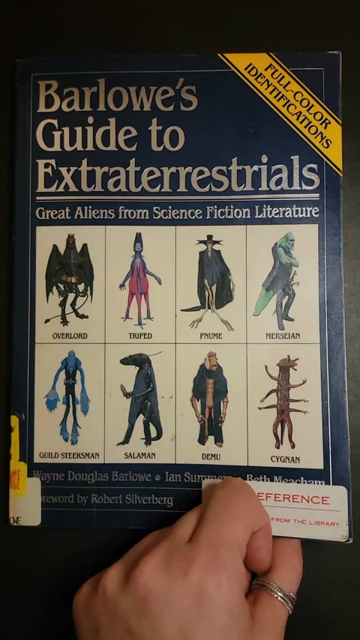 FULL-COLOR
IDENTIFICATIONS
Barlowe's
Guide to
Extraterrestrials
Great Aliens from Science Fiction Literature
OVERLORD TRIPED PNUME MERSEIAN
GUILD STEERSMAN SALAMAN DEMU CYGNAN
Wayne Douglas Barlowe • Ian Summers • Beth Meacham
Foreword by Robert Silverberg
EFERENCE
FROM THE LIBRARY